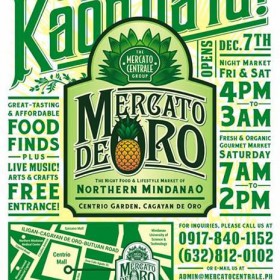 THE
MERCATO
CENTRALE
GROUP
OPENS
DEC. 7TH
NIGHT MARKET
FRI & SAT
4PM
TO
3AM
FRESH & ORGANIC
GOURMET MARKET
SATURDAY
7AM
TO
2PM
GREAT-TASTING
& AFFORDABLE
FOOD
FINDS
PLUS
LIVE MUSIC!
ARTS & CRAFTS
FREE
ENTRANCE!
MERCATO
DE ORO
THE NIGHT FOOD & LIFESTYLE MARKET OF
NORTHERN MINDANAO
CENTRIO GARDEN, CAGAYAN DE ORO
ILIGAN-CAGAYAN DE ORO-BUTUAN ROAD
Centrio
Mall
MERCATO
DE ORO
FOR INQUIRIES, PLEASE CALL US AT
0917-840-1152
(632)812-0102
OR E-MAIL US AT
ADMIN@MERCATOCENTRALE.PH